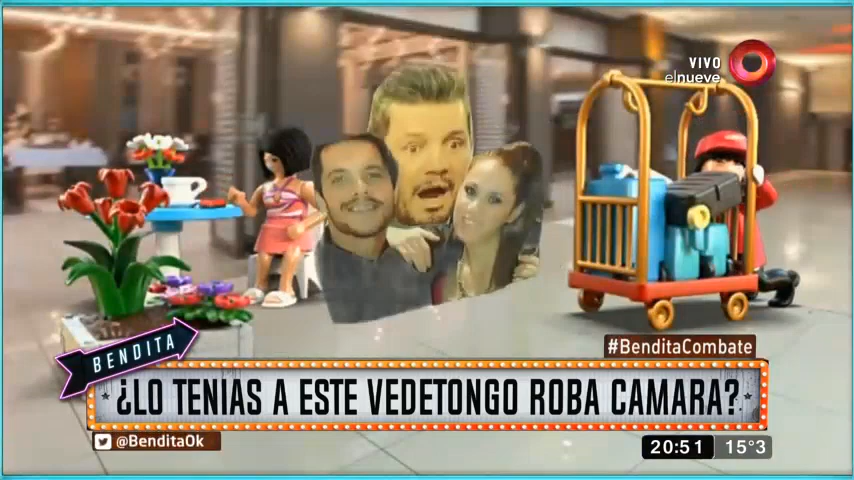 VIVO
elnueve
#BenditaCombate
BENDITA
¿LO TENIAS A ESTE VEDETONGO ROBA CAMARA?
@BenditaOk
20:51 15°3